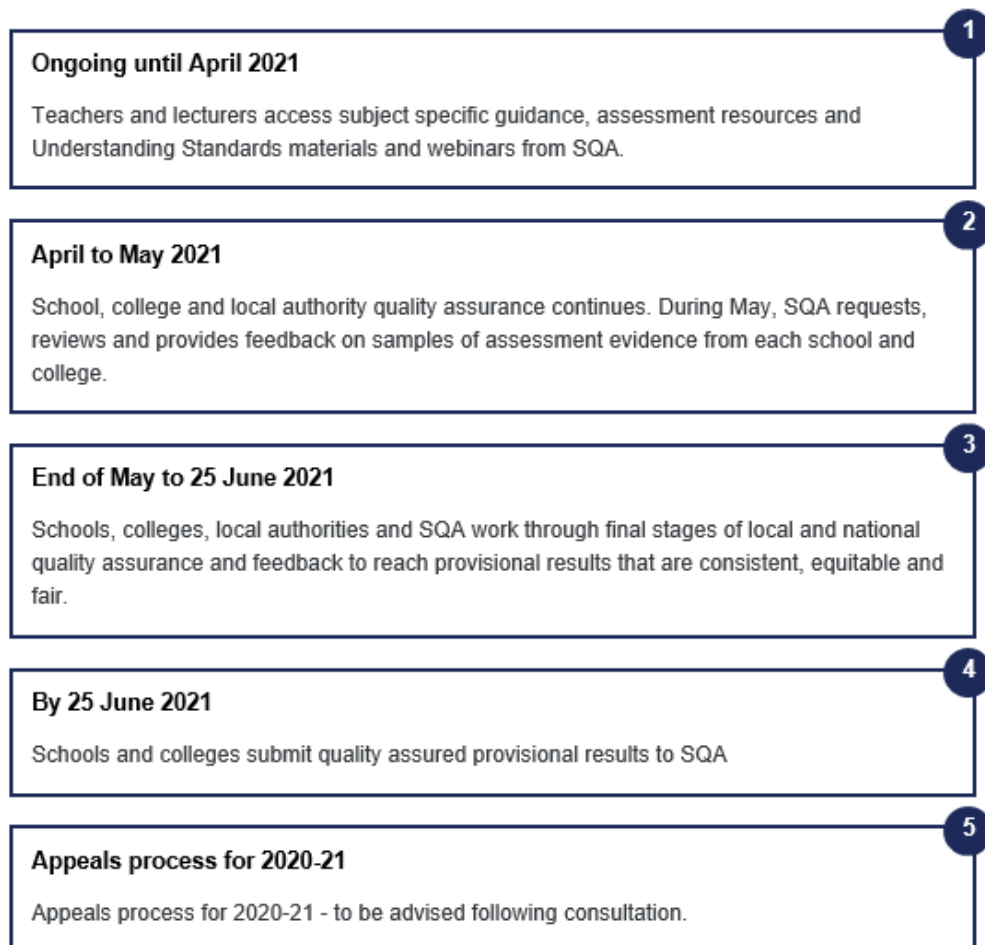 1
Ongoing until April 2021
Teachers and lecturers access subject specific guidance, assessment resources and
Understanding Standards materials and webinars from SQA.
2
April to May 2021
School, college and local authority quality assurance continues. During May, SQA requests,
reviews and provides feedback on samples of assessment evidence from each school and
college.
3
End of May to 25 June 2021
Schools, colleges, local authorities and SQA work through final stages of local and national
quality assurance and feedback to reach provisional results that are consistent, equitable and
fair.
4
By 25 June 2021
Schools and colleges submit quality assured provisional results to SQA
5
Appeals process for 2020-21
Appeals process for 2020-21 - to be advised following consultation.